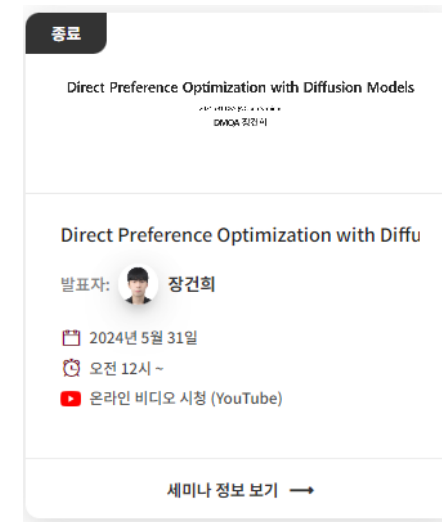 종료
Direct Preference Optimization with Diffusion Models
DMQA 장건희
Direct Preference Optimization with Diffu
발표자: 장건희
2024년 5월 31일
오전 12시 ~
온라인 비디오 시청 (YouTube)
세미나 정보 보기 →